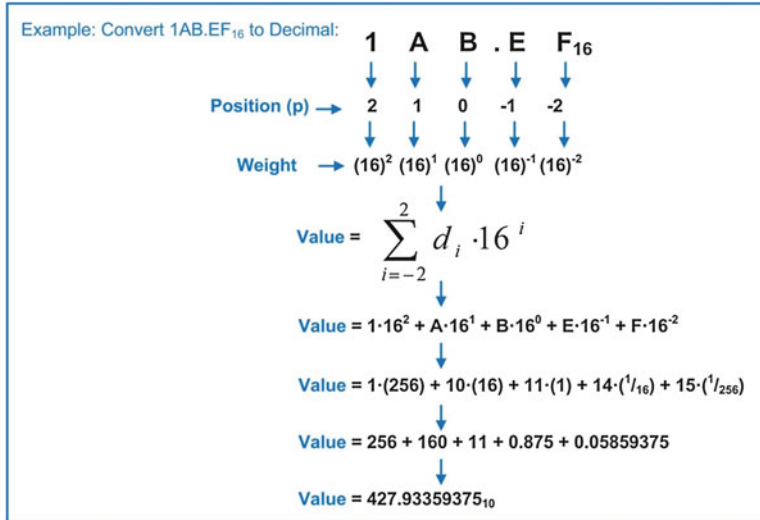 Example: Convert 1AB.EF₁₆ to Decimal: 1 A B . E F₁₆
Position (p) → 2 1 0 -1 -2
Weight → (16)² (16)¹ (16)⁰ (16)⁻¹ (16)⁻²
Value = ∑ᵢ₌₋₂² dᵢ · 16ⁱ
Value = 1·16² + A·16¹ + B·16⁰ + E·16⁻¹ + F·16⁻²
Value = 1·(256) + 10·(16) + 11·(1) + 14·(¹/₁₆) + 15·(¹/₂₅₆)
Value = 256 + 160 + 11 + 0.875 + 0.05859375
Value = 427.93359375₁₀